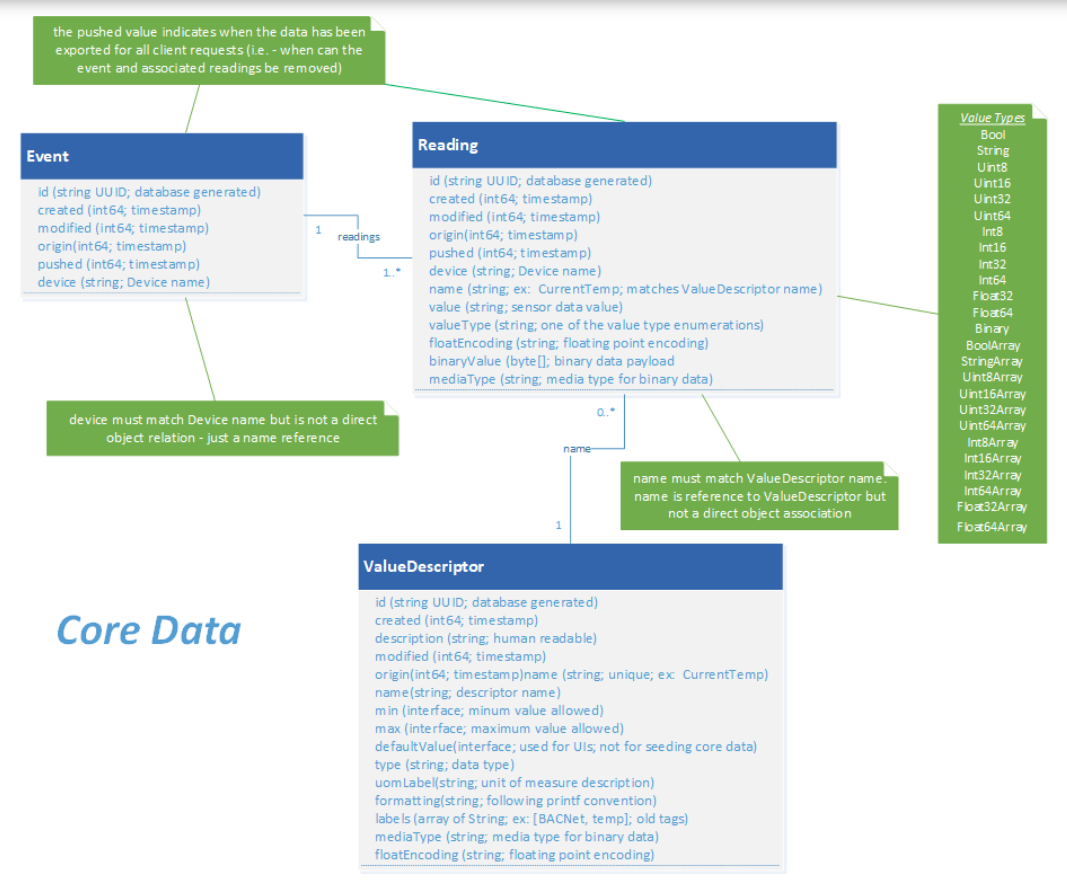 the pushed value indicates when the data has been
exported for all client requests (i.e. - when can the
event and associated readings be removed)
Event
id (string UUID; database generated)
created (int64; timestamp)
modified (int64; timestamp)
origin(int64; timestamp)
pushed (int64; timestamp)
device (string; Device name)
1
readings
1..*
Reading
id (string UUID; database generated)
created (int64; timestamp)
modified (int64; timestamp)
origin(int64; timestamp)
pushed (int64; timestamp)
device (string; Device name)
name (string; ex: CurrentTemp; matches ValueDescriptor name)
value (string; sensor data value)
valueType (string; one of the value type enumerations)
floatEncoding (string; floating point encoding)
binaryValue (byte[]; binary data payload
mediaType (string; media type for binary data)
Value Types
Bool
String
Uint8
Uint16
Uint32
Uint64
Int8
Int16
Int32
Int64
Float32
Float64
Binary
BoolArray
StringArray
Uint8Array
Uint16Array
Uint32Array
Uint64Array
Int8Array
Int16Array
Int32Array
Int64Array
Float32Array
Float64Array
device must match Device name but is not a direct
object relation - just a name reference
0..*
name
1
name must match ValueDescriptor name.
name is reference to ValueDescriptor but
not a direct object association
Core Data
ValueDescriptor
id (string UUID; database generated)
created (int64; timestamp)
description (string; human readable)
modified (int64; timestamp)
origin(int64; timestamp)name (string; unique; ex: CurrentTemp)
name(string; descriptor name)
min (interface; minum value allowed)
max (interface; maximum value allowed)
defaultValue(interface; used for UIs; not for seeding core data)
type (string; data type)
uomLabel(string; unit of measure description)
formatting(string; following printf convention)
labels (array of String; ex: [BACNet, temp]; old tags)
mediaType (string; media type for binary data)
floatEncoding (string; floating point encoding)